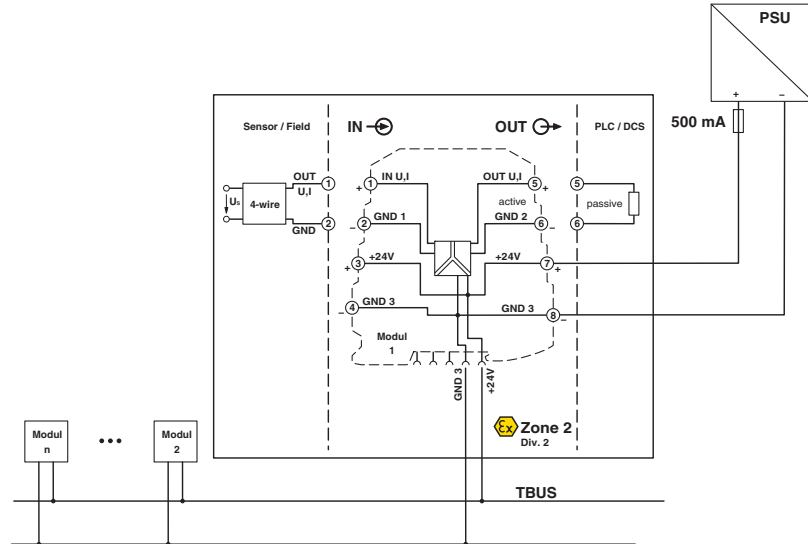 PSU
+ –
500 mA
Sensor / Field
IN
OUT
PLC / DCS
OUT
U,I
1
+ 1 IN U,I
OUT U,I 5 +
5
Us
4-wire
active
passive
GND
2
– 2 GND 1
GND 2 6 –
6
+ 3 +24V
+24V 7 +
– 4 GND 3
GND 3 8 –
Modul
1
GND 3
+24V
Ex Zone 2
Div. 2
Modul
n
•••
Modul
2
TBUS